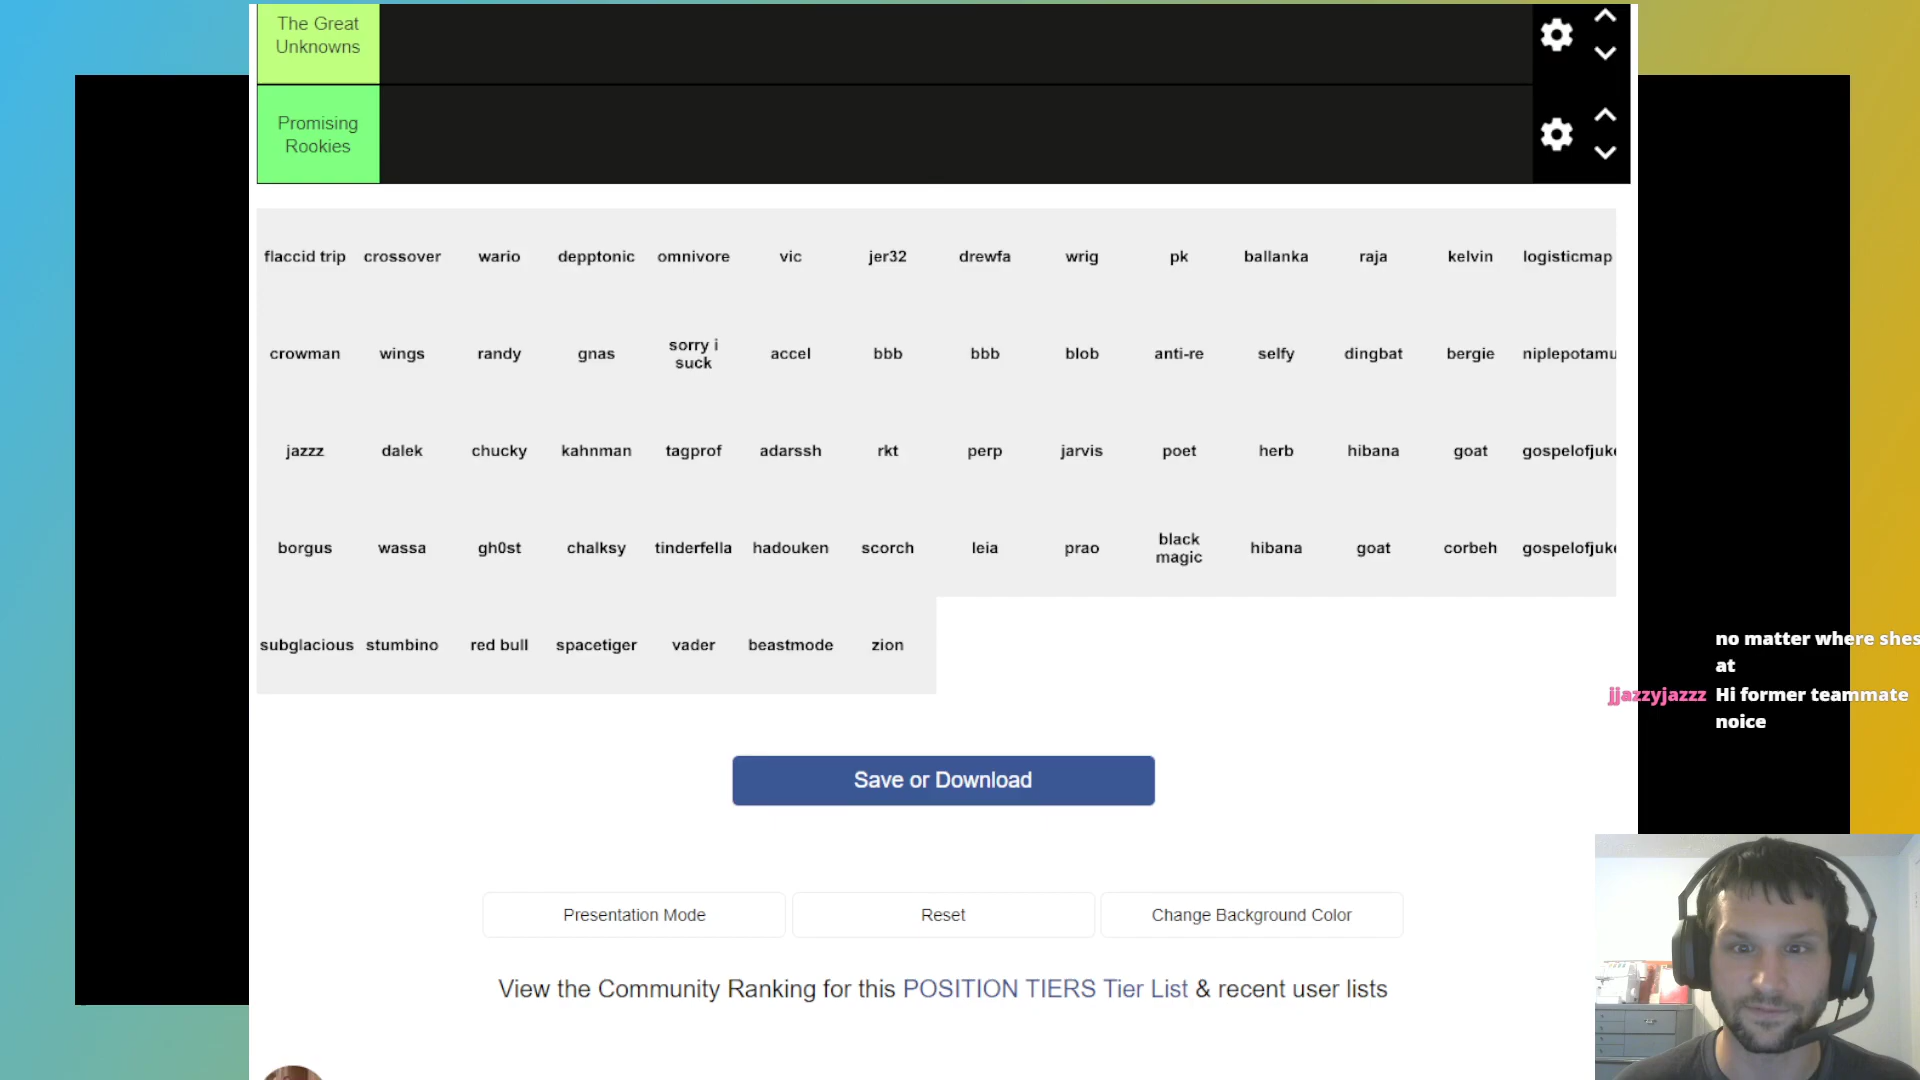 The Great
Unknowns
Promising
Rookies
flaccid trip crossover wario depptonic omnivore vic jer32 drewfa wrig pk ballanka raja kelvin logisticmap
crowman wings randy gnas sorry i suck accel bbb bbb blob anti-re selfy dingbat bergie niplepotamu
jazzz dalek chucky kahnman tagprof adarssh rkt perp jarvis poet herb hibana goat gospelofjuke
borgus wassa gh0st chalksy tinderfella hadouken scorch leia prao black magic hibana goat corbeh gospelofjuke
subglacious stumbino red bull spacetiger vader beastmode zion
no matter where shes
at
jjazzyjazzz Hi former teammate
noice
Save or Download
Presentation Mode Reset Change Background Color
View the Community Ranking for this POSITION TIERS Tier List & recent user lists